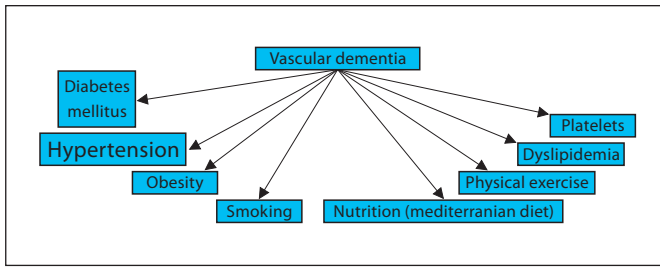 Vascular dementia
Diabetes
mellitus
Hypertension
Obesity
Smoking
Nutrition (mediterranian diet)
Physical exercise
Dyslipidemia
Platelets